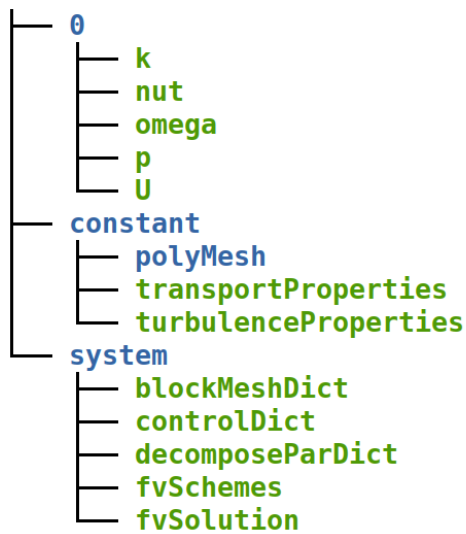 0
k
nut
omega
p
U
constant
polyMesh
transportProperties
turbulenceProperties
system
blockMeshDict
controlDict
decomposeParDict
fvSchemes
fvSolution